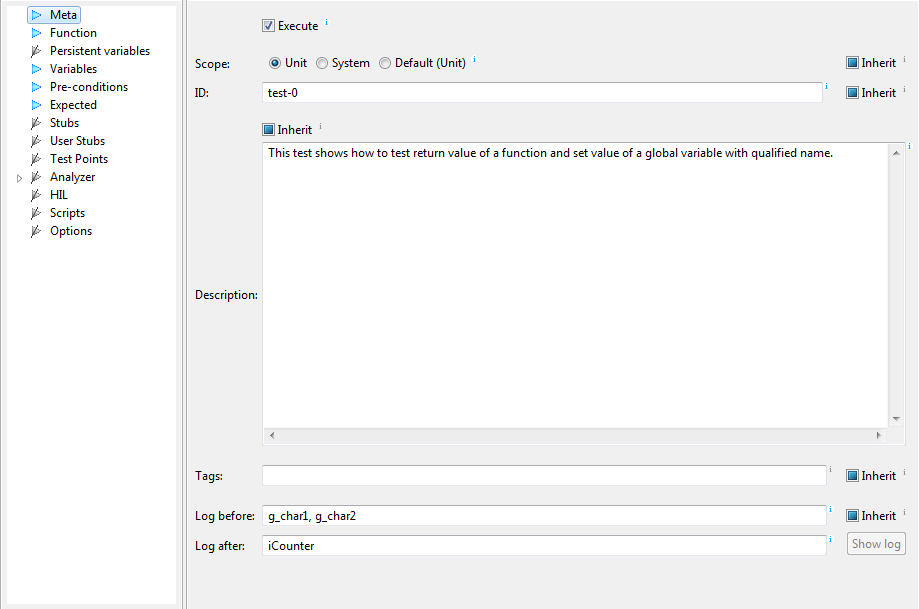 Meta
Function
Persistent variables
Variables
Pre-conditions
Expected
Stubs
User Stubs
Test Points
Analyzer
HIL
Scripts
Options
Execute i
Scope: Unit System Default (Unit) i Inherit i
ID: test-0 i Inherit i
Inherit i
This test shows how to test return value of a function and set value of a global variable with qualified name. i
Description:
Tags: i Inherit i
Log before: g_char1, g_char2 i Inherit i
Log after: iCounter i Show log